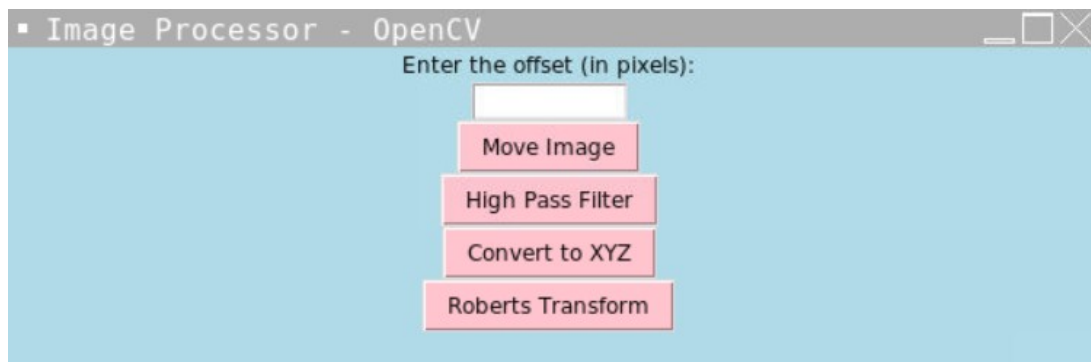 Image Processor - OpenCV
Enter the offset (in pixels):
Move Image
High Pass Filter
Convert to XYZ
Roberts Transform